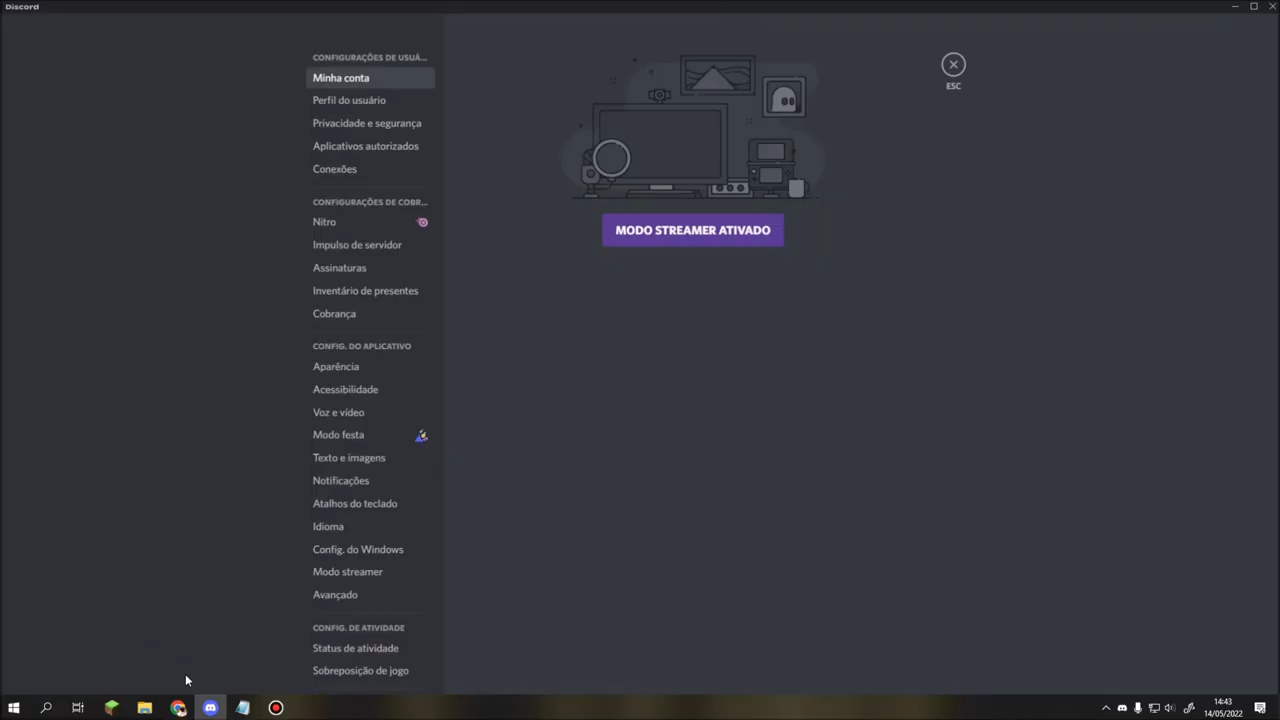 Discord
CONFIGURAÇÕES DE USUÁ...
Minha conta
Perfil do usuário
Privacidade e segurança
Aplicativos autorizados
Conexões
CONFIGURAÇÕES DE COBR...
Nitro
Impulso de servidor
Assinaturas
Inventário de presentes
Cobrança
CONFIG. DO APLICATIVO
Aparência
Acessibilidade
Voz e vídeo
Modo festa
Texto e imagens
Notificações
Atalhos do teclado
Idioma
Config. do Windows
Modo streamer
Avançado
CONFIG. DE ATIVIDADE
Status de atividade
Sobreposição de jogo
MODO STREAMER ATIVADO
ESC
14:43
14/05/2022